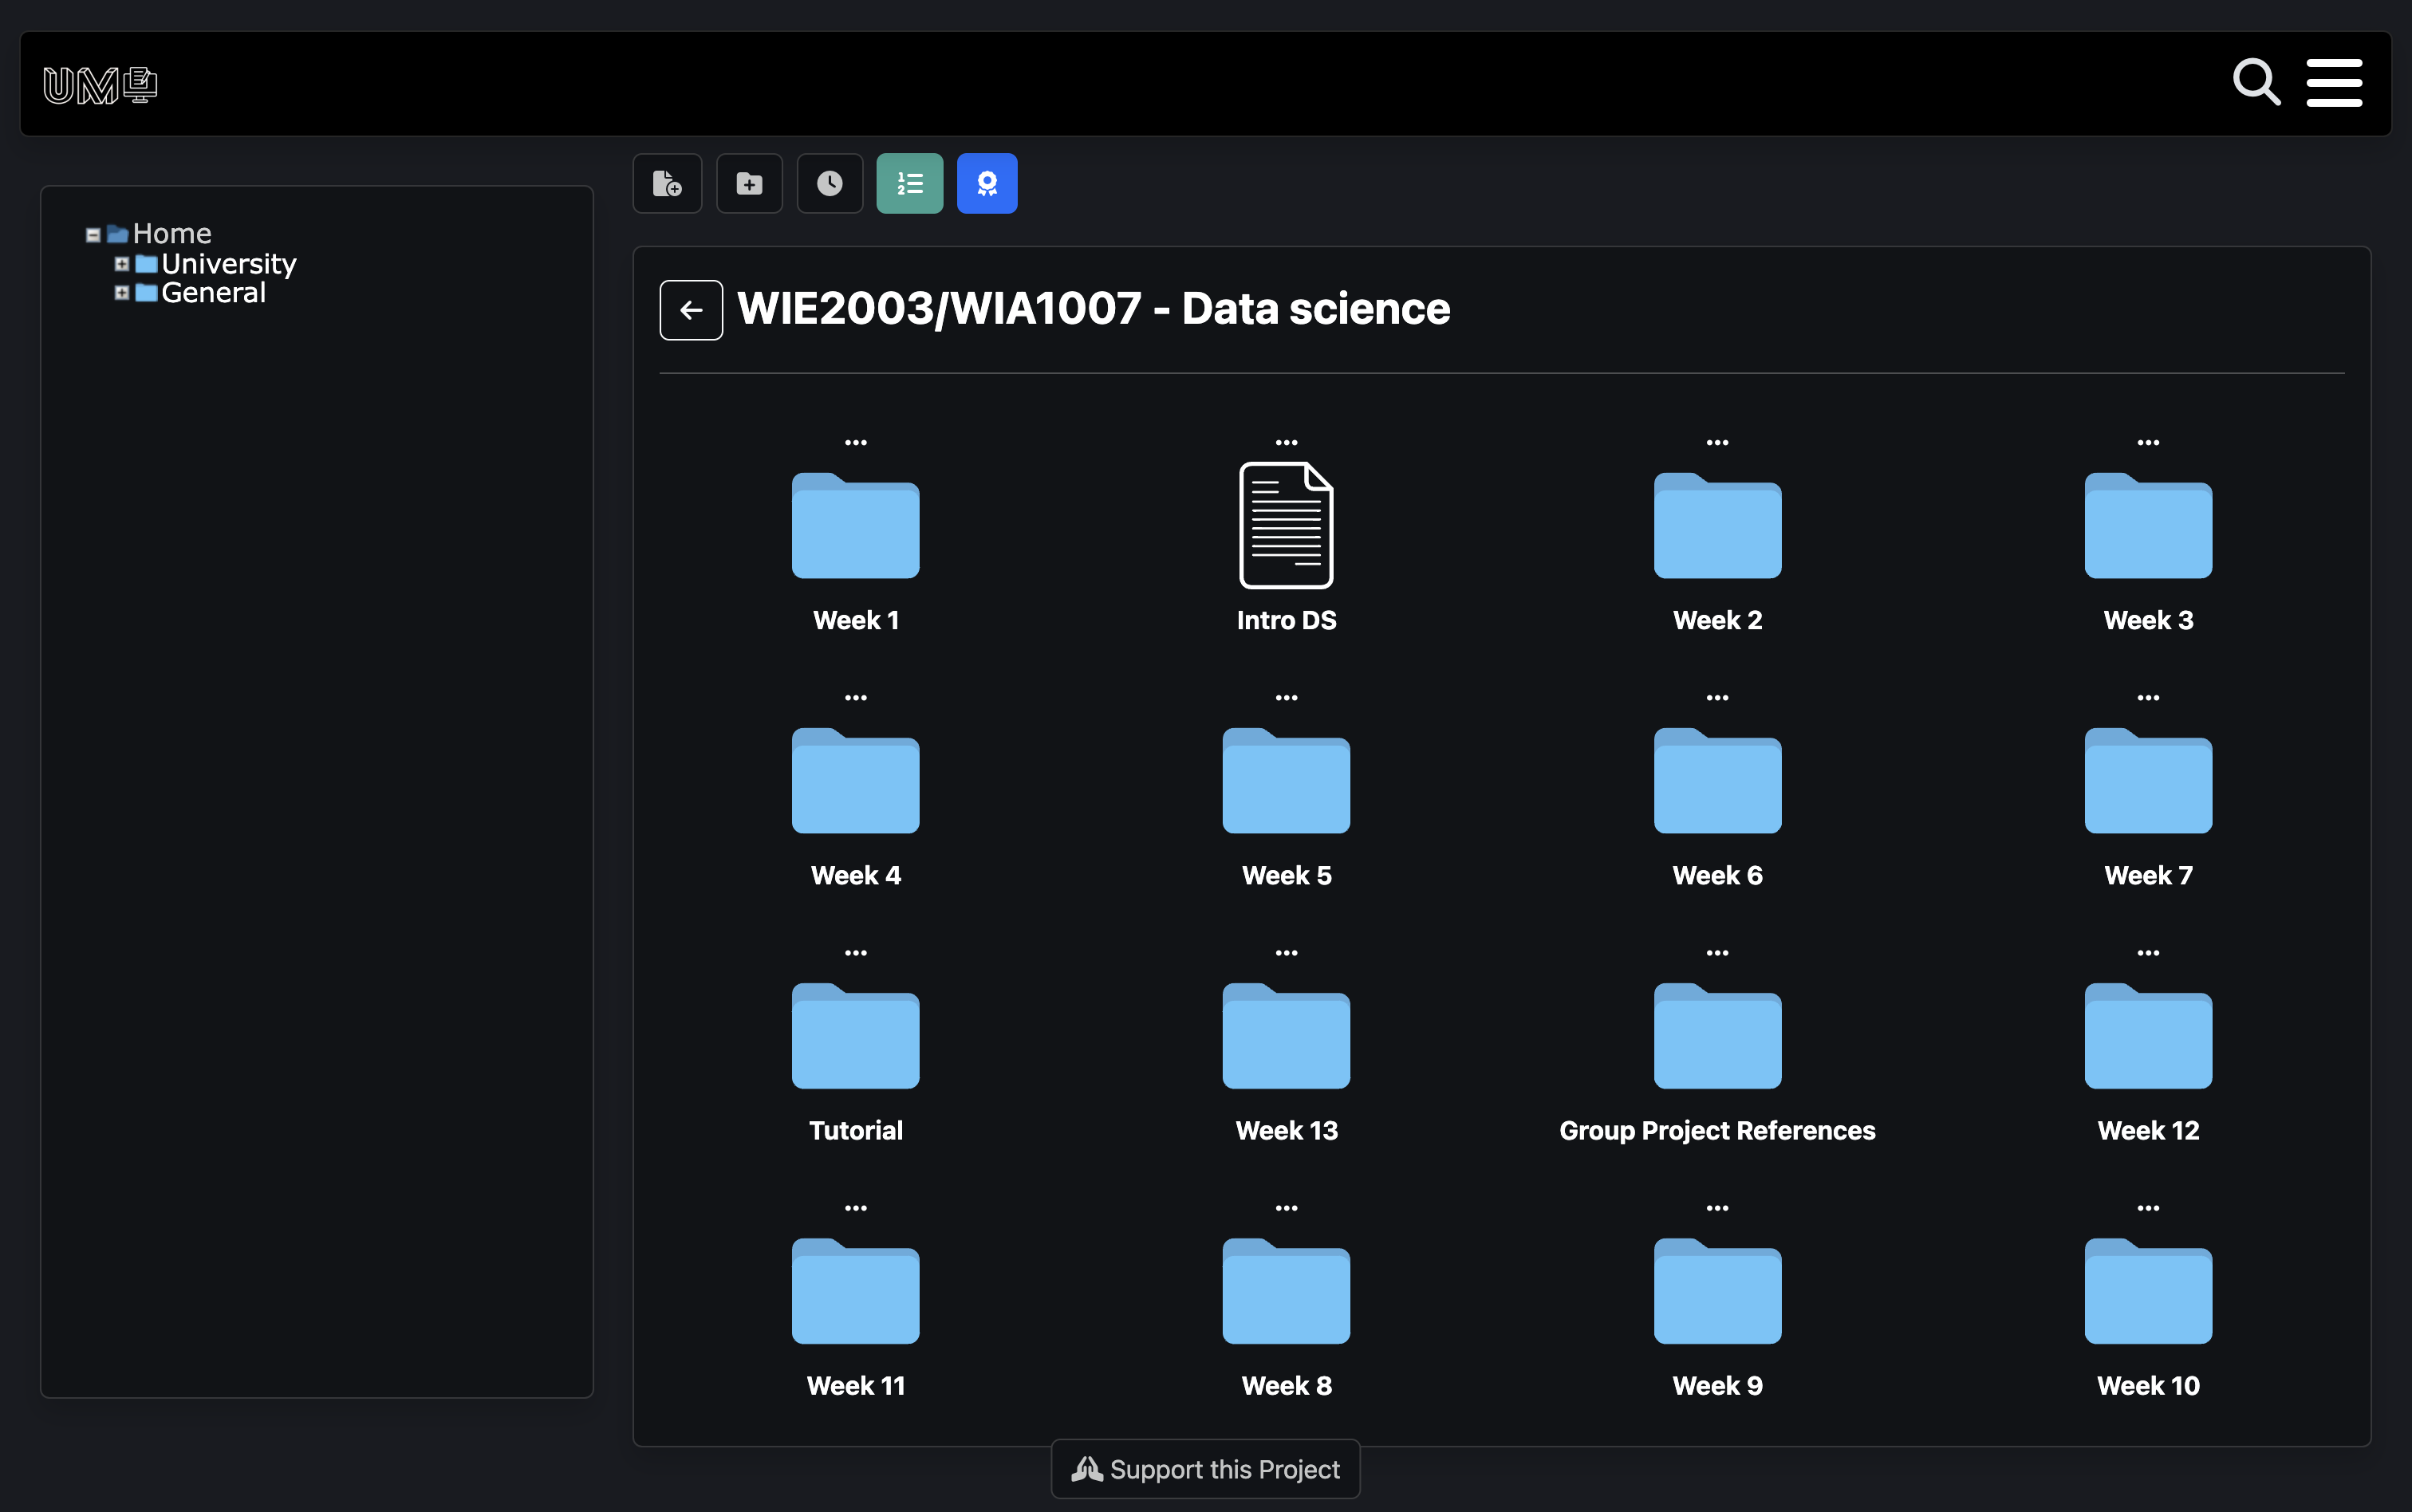 UM
Home
University
General
WIE2003/WIA1007 - Data science
Week 1
Intro DS
Week 2
Week 3
Week 4
Week 5
Week 6
Week 7
Tutorial
Week 13
Group Project References
Week 12
Week 11
Week 8
Week 9
Week 10
Support this Project